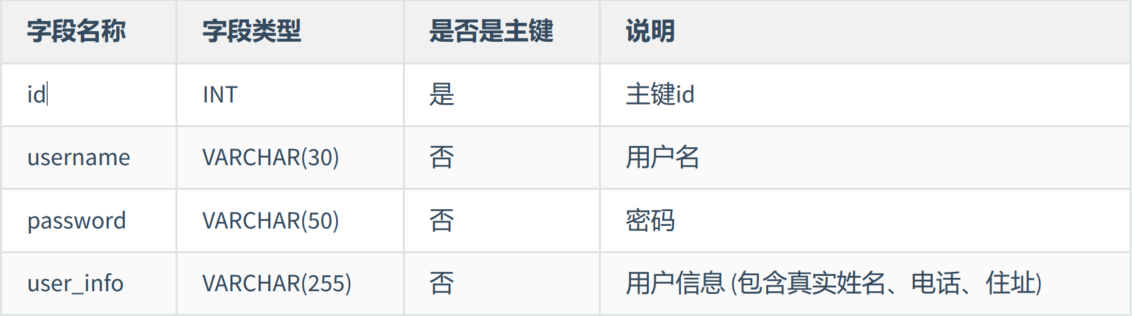 字段名称 字段类型 是否是主键 说明
id INT 是 主键id
username VARCHAR(30) 否 用户名
password VARCHAR(50) 否 密码
user_info VARCHAR(255) 否 用户信息 (包含真实姓名、电话、住址)